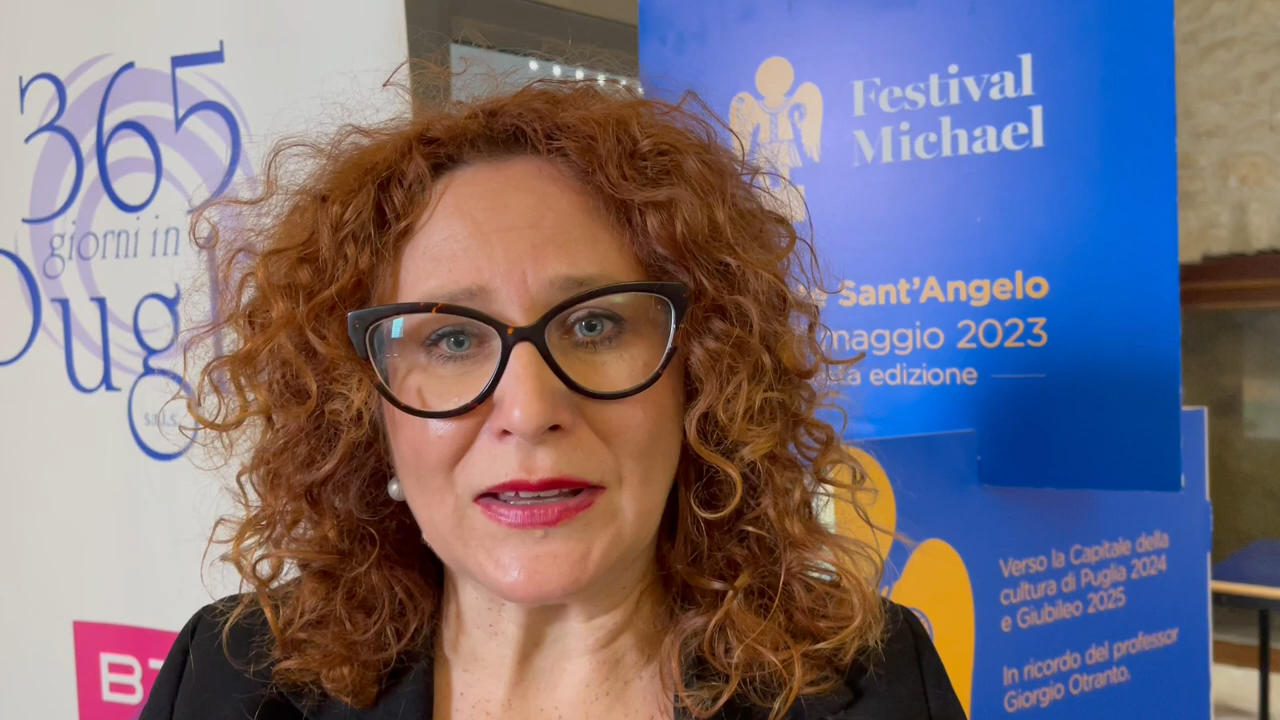 365
giorni in
Pugl
s.r.l.s.
B
Festival
Michael
Sant'Angelo
maggio 2023
edizione
Verso la Capitale della
cultura di Puglia 2024
e Giubileo 2025
In ricordo del professor
Giorgio Otranto.